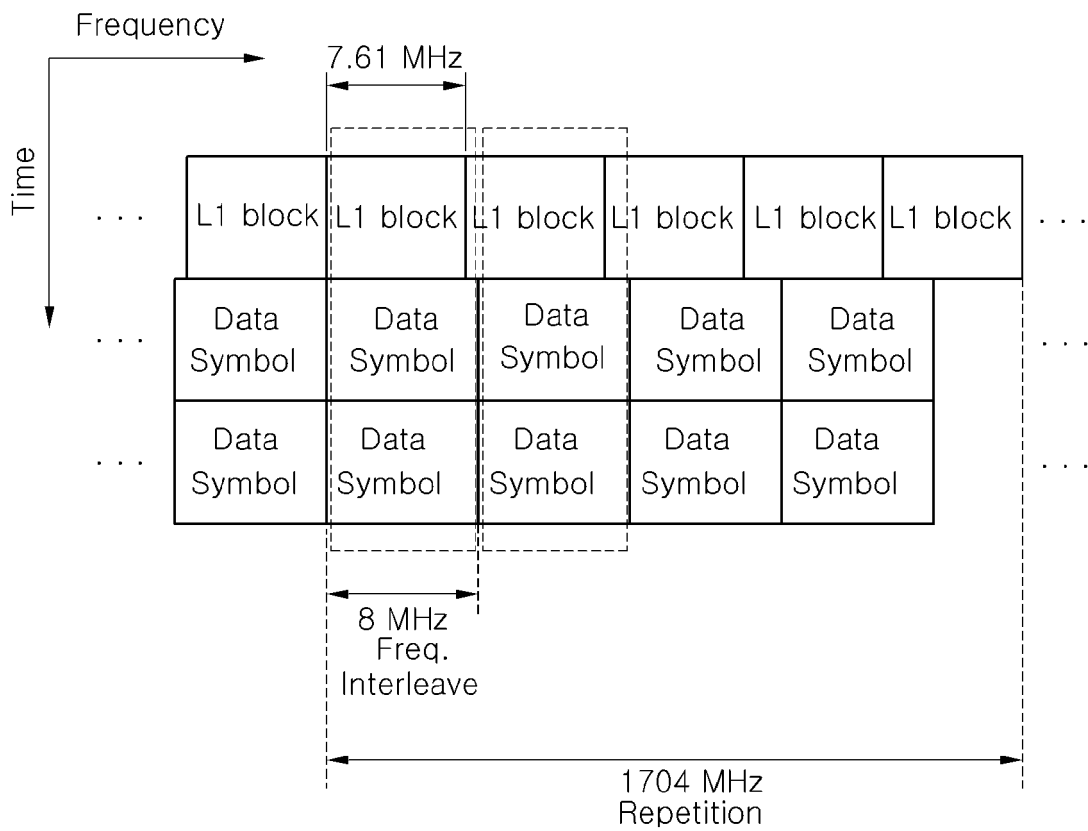 Frequency
7.61 MHz
Time
. . . L1 block L1 block L1 block L1 block L1 block L1 block . . .
. . . Data Symbol Data Symbol Data Symbol Data Symbol Data Symbol . . .
. . . Data Symbol Data Symbol Data Symbol Data Symbol Data Symbol . . .
8 MHz
Freq.
Interleave
1704 MHz
Repetition